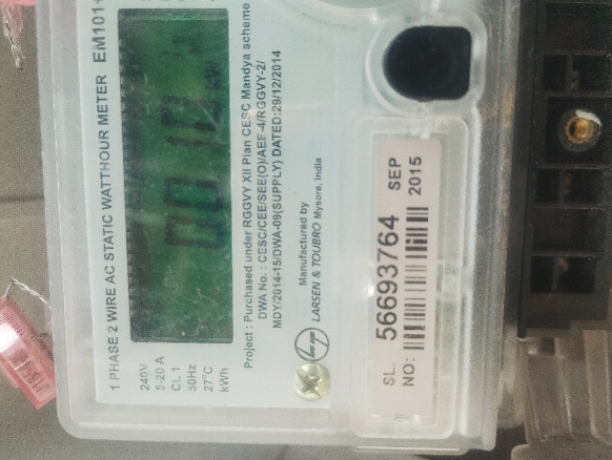 1 PHASE 2 WIRE AC STATIC WATTHOUR METER EM101+
240V
5-20 A
CL 1
50Hz
27°C
kWh
Project : Purchased under RGGVY XII Plan CESC Mandya scheme
DWA No. : CESC/CEE/SEE(O)/AEE-4/RGGVY-2/
MDY/2014-15/DWA-09(SUPPLY) DATED:29/12/2014
Manufactured by
LARSEN & TOUBRO Mysore, India
SL. NO: 56693764
SEP
2015